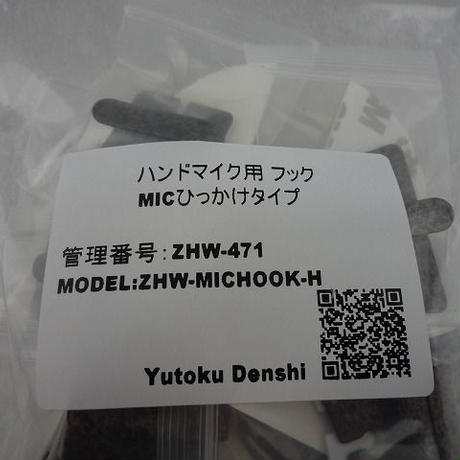 ハンドマイク用 フック
MICひっかけタイプ
管理番号:ZHW-471
MODEL:ZHW-MICHOOK-H
Yutoku Denshi